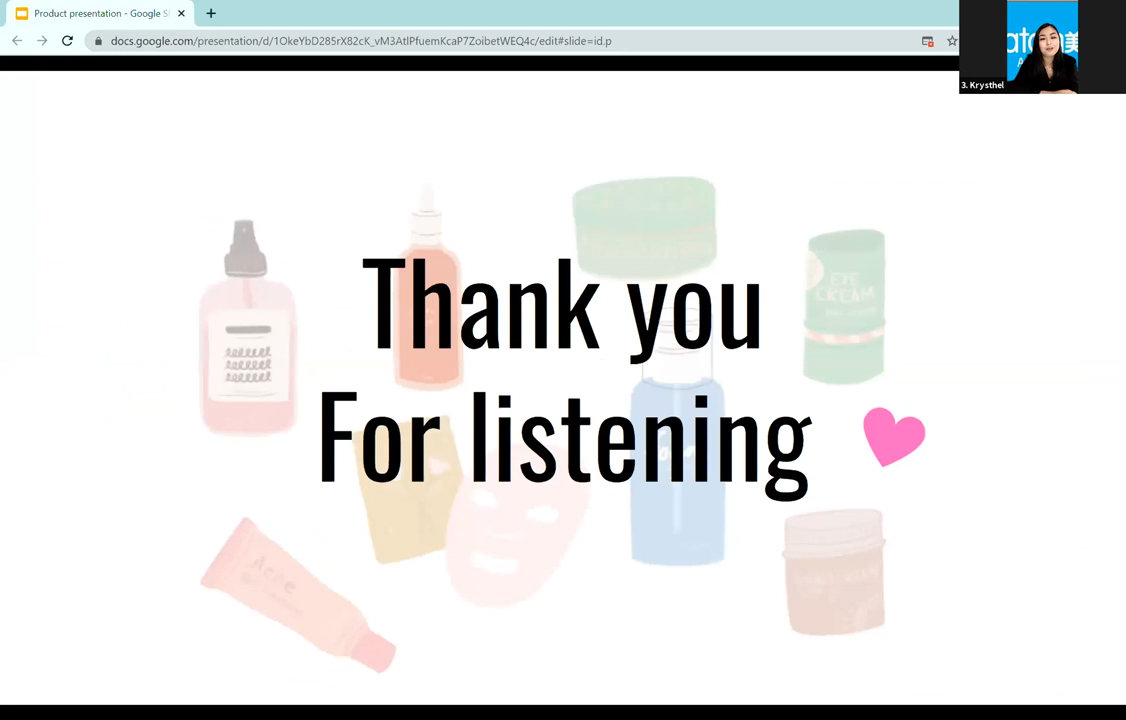 Product presentation - Google Sl
docs.google.com/presentation/d/1OkeYbD285rX82cK_vM3AtlPfuemKcaP7ZoibetWEQ4c/edit#slide=id.p
3. Krysthel
EYE
CREAM
Thank you
For listening
Acne